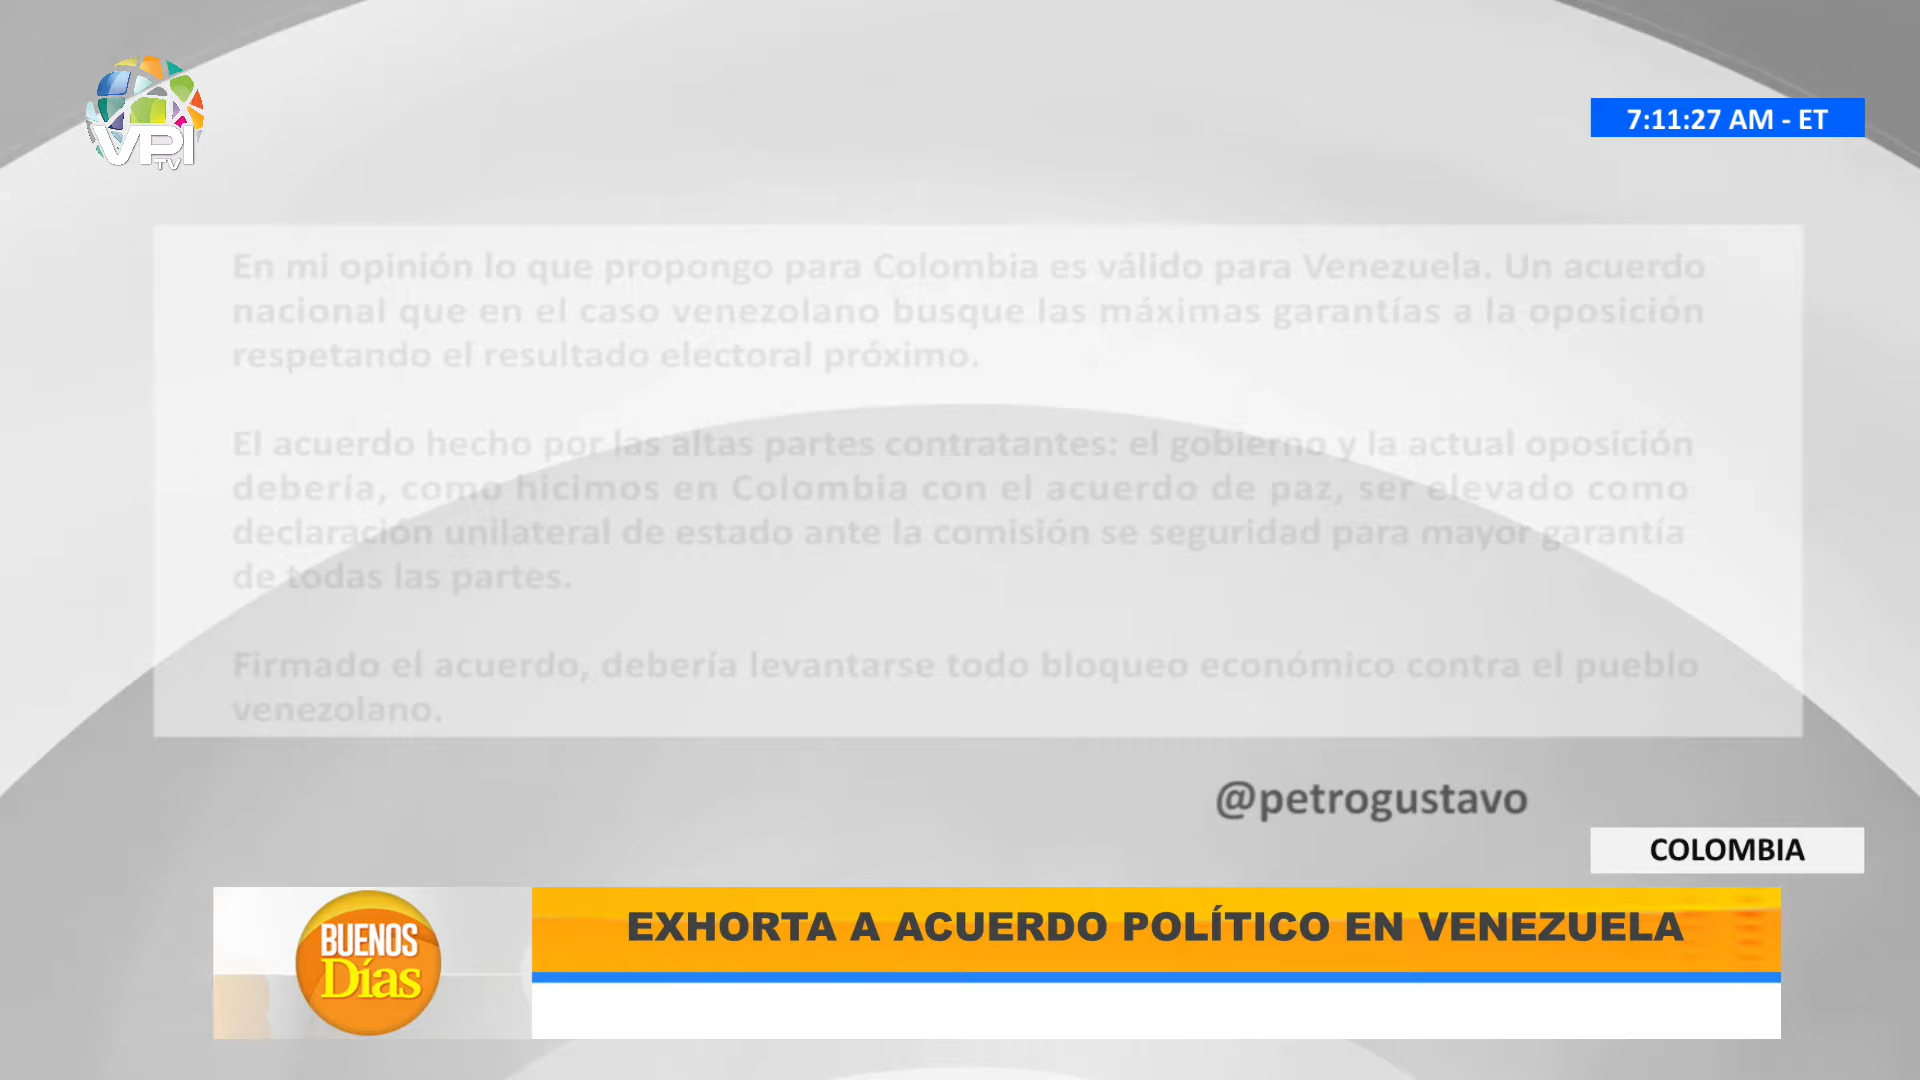 VPI
TV
7:11:27 AM - ET
En mi opinión lo que propongo para Colombia es válido para Venezuela. Un acuerdo
nacional que en el caso venezolano busque las máximas garantías a la oposición
respetando el resultado electoral próximo.
El acuerdo hecho por las altas partes contratantes: el gobierno y la actual oposición
debería, como hicimos en Colombia con el acuerdo de paz, ser elevado como
declaración unilateral de estado ante la comisión se seguridad para mayor garantía
de todas las partes.
Firmado el acuerdo, debería levantarse todo bloqueo económico contra el pueblo
venezolano.
@petrogustavo
COLOMBIA
BUENOS
Días
EXHORTA A ACUERDO POLÍTICO EN VENEZUELA